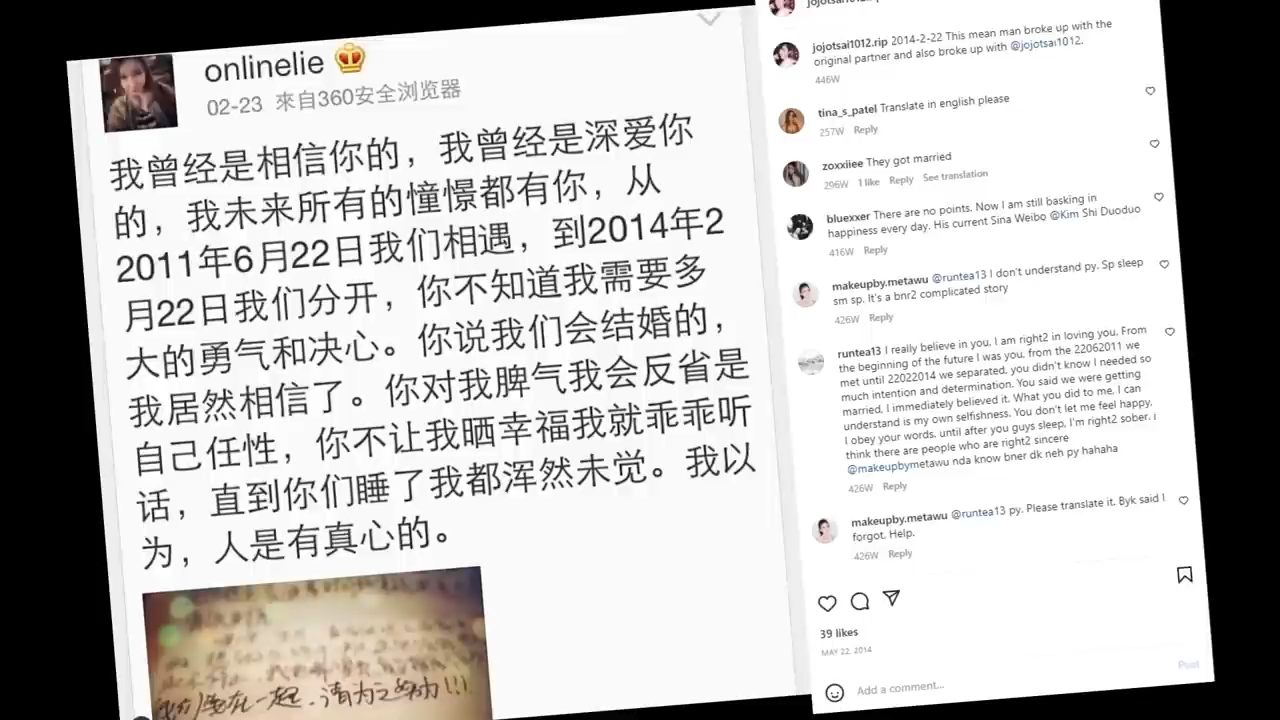 onlinelie
02-23 來自360安全浏览器
我曾经是相信你的，我曾经是深爱你
的，我未来所有的憧憬都有你，从
2011年6月22日我们相遇，到2014年2
月22日我们分开，你不知道我需要多
大的勇气和决心。你说我们会结婚的，
我居然相信了。你对我脾气我会反省是
自己任性，你不让我晒幸福我就乖乖听
话，直到你们睡了我都浑然未觉。我以
为，人是有真心的。
一起，请为之努力!!!
jojotsai1012.rip 2014-2-22 This mean man broke up with the
original partner and also broke up with @jojotsai1012.
446W
tina_s_patel Translate in english please
257W Reply
zoxxiiee They got married
296W 1 like Reply See translation
bluexxer There are no points. Now I am still basking in
happiness every day. His current Sina Weibo @Kim Shi Duoduo
416W Reply
makeupby.metawu @runtea13 I don't understand py. Sp sleep
sm sp. It's a bnr2 complicated story
426W Reply
runtea13 I really believe in you. I am right2 in loving you. From
the beginning of the future I was you, from the 22062011 we
met until 22022014 we separated, you didn't know I needed so
much intention and determination. You said we were getting
married, I immediately believed it. What you did to me, I can
understand is my own selfishness. You don't let me feel happy,
I obey your words. until after you guys sleep, I'm right2 sober. I
think there are people who are right2 sincere
@makeupbymetawu nda know bner dk neh py hahaha
426W Reply
makeupby.metawu @runtea13 py. Please translate it. Byk said I
forgot. Help.
426W Reply
39 likes
MAY 22, 2014
Post
Add a comment...